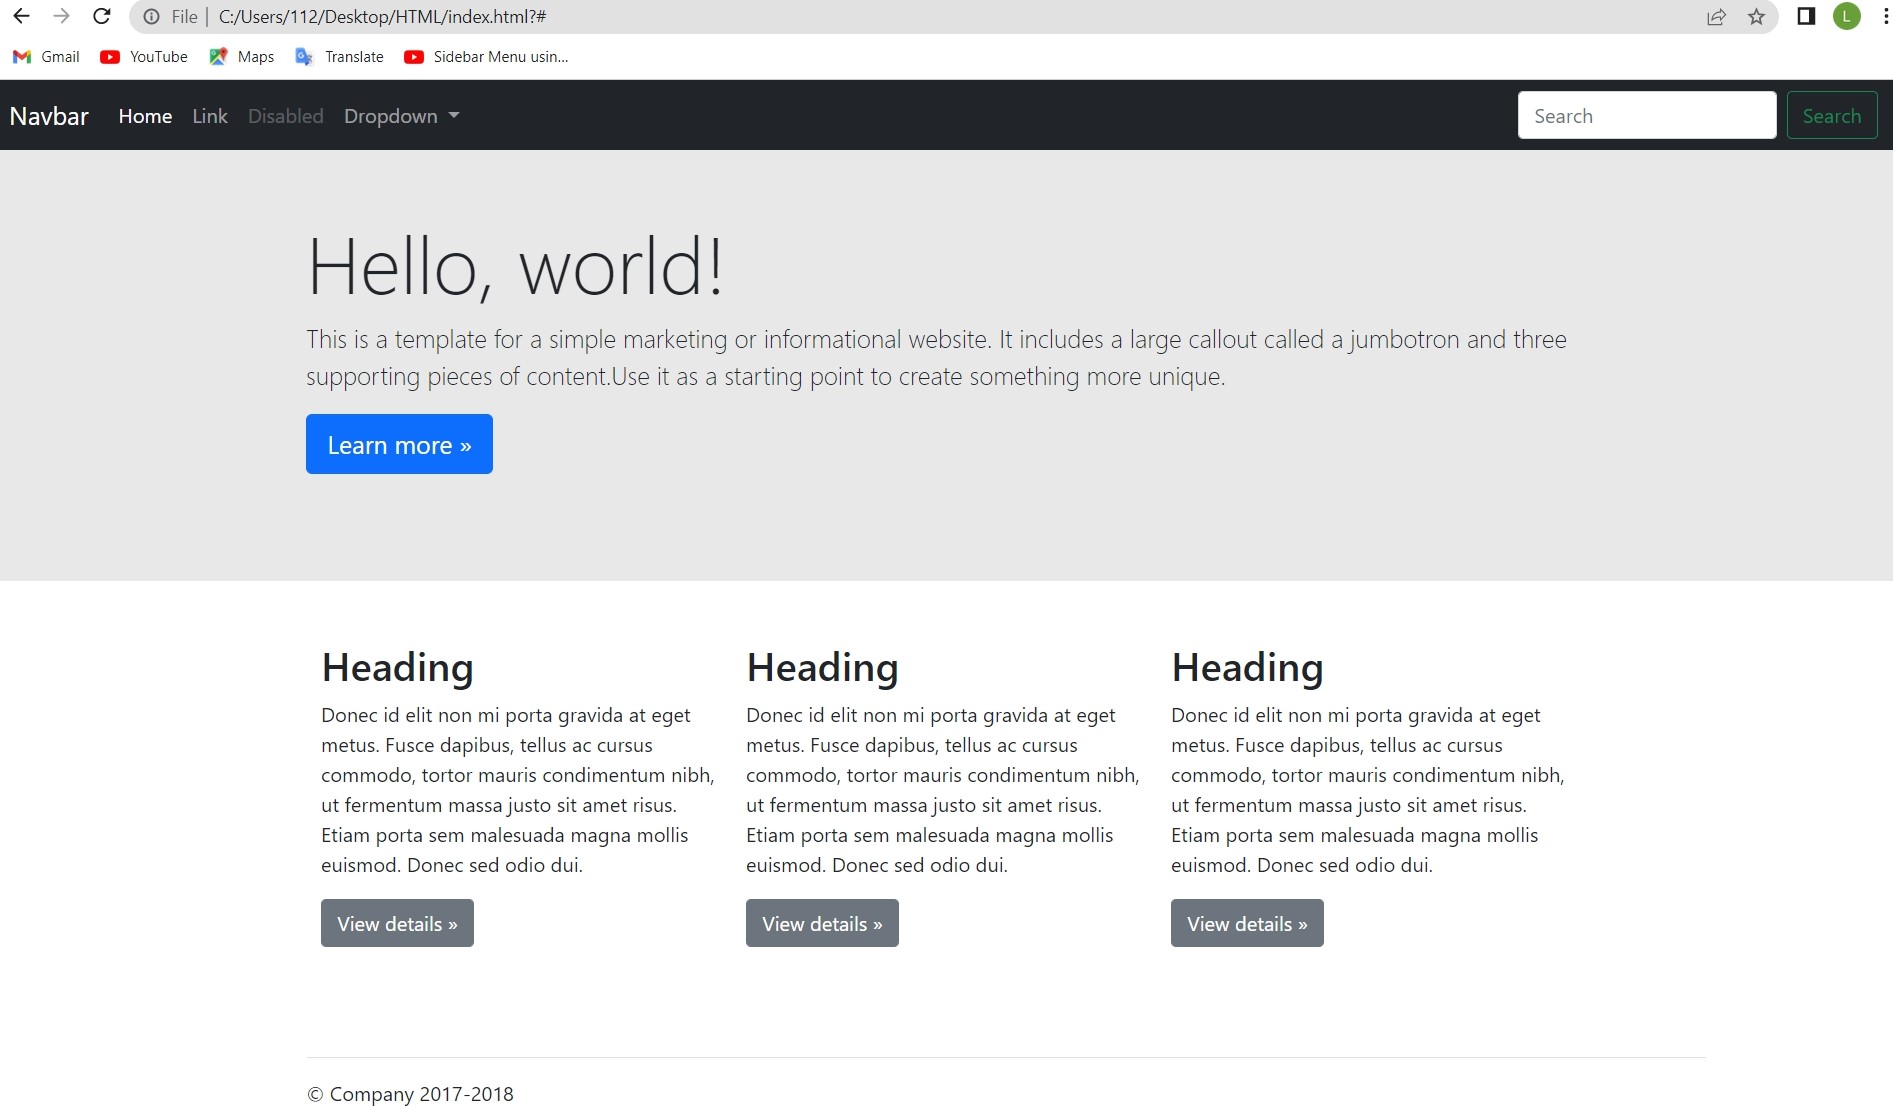 File | C:/Users/112/Desktop/HTML/index.html?#
L
Gmail YouTube Maps Translate Sidebar Menu usin...
Navbar Home Link Disabled Dropdown Search Search
Hello, world!
This is a template for a simple marketing or informational website. It includes a large callout called a jumbotron and three
supporting pieces of content.Use it as a starting point to create something more unique.
Learn more »
Heading
Donec id elit non mi porta gravida at eget
metus. Fusce dapibus, tellus ac cursus
commodo, tortor mauris condimentum nibh,
ut fermentum massa justo sit amet risus.
Etiam porta sem malesuada magna mollis
euismod. Donec sed odio dui.
View details »
Heading
Donec id elit non mi porta gravida at eget
metus. Fusce dapibus, tellus ac cursus
commodo, tortor mauris condimentum nibh,
ut fermentum massa justo sit amet risus.
Etiam porta sem malesuada magna mollis
euismod. Donec sed odio dui.
View details »
Heading
Donec id elit non mi porta gravida at eget
metus. Fusce dapibus, tellus ac cursus
commodo, tortor mauris condimentum nibh,
ut fermentum massa justo sit amet risus.
Etiam porta sem malesuada magna mollis
euismod. Donec sed odio dui.
View details »
© Company 2017-2018